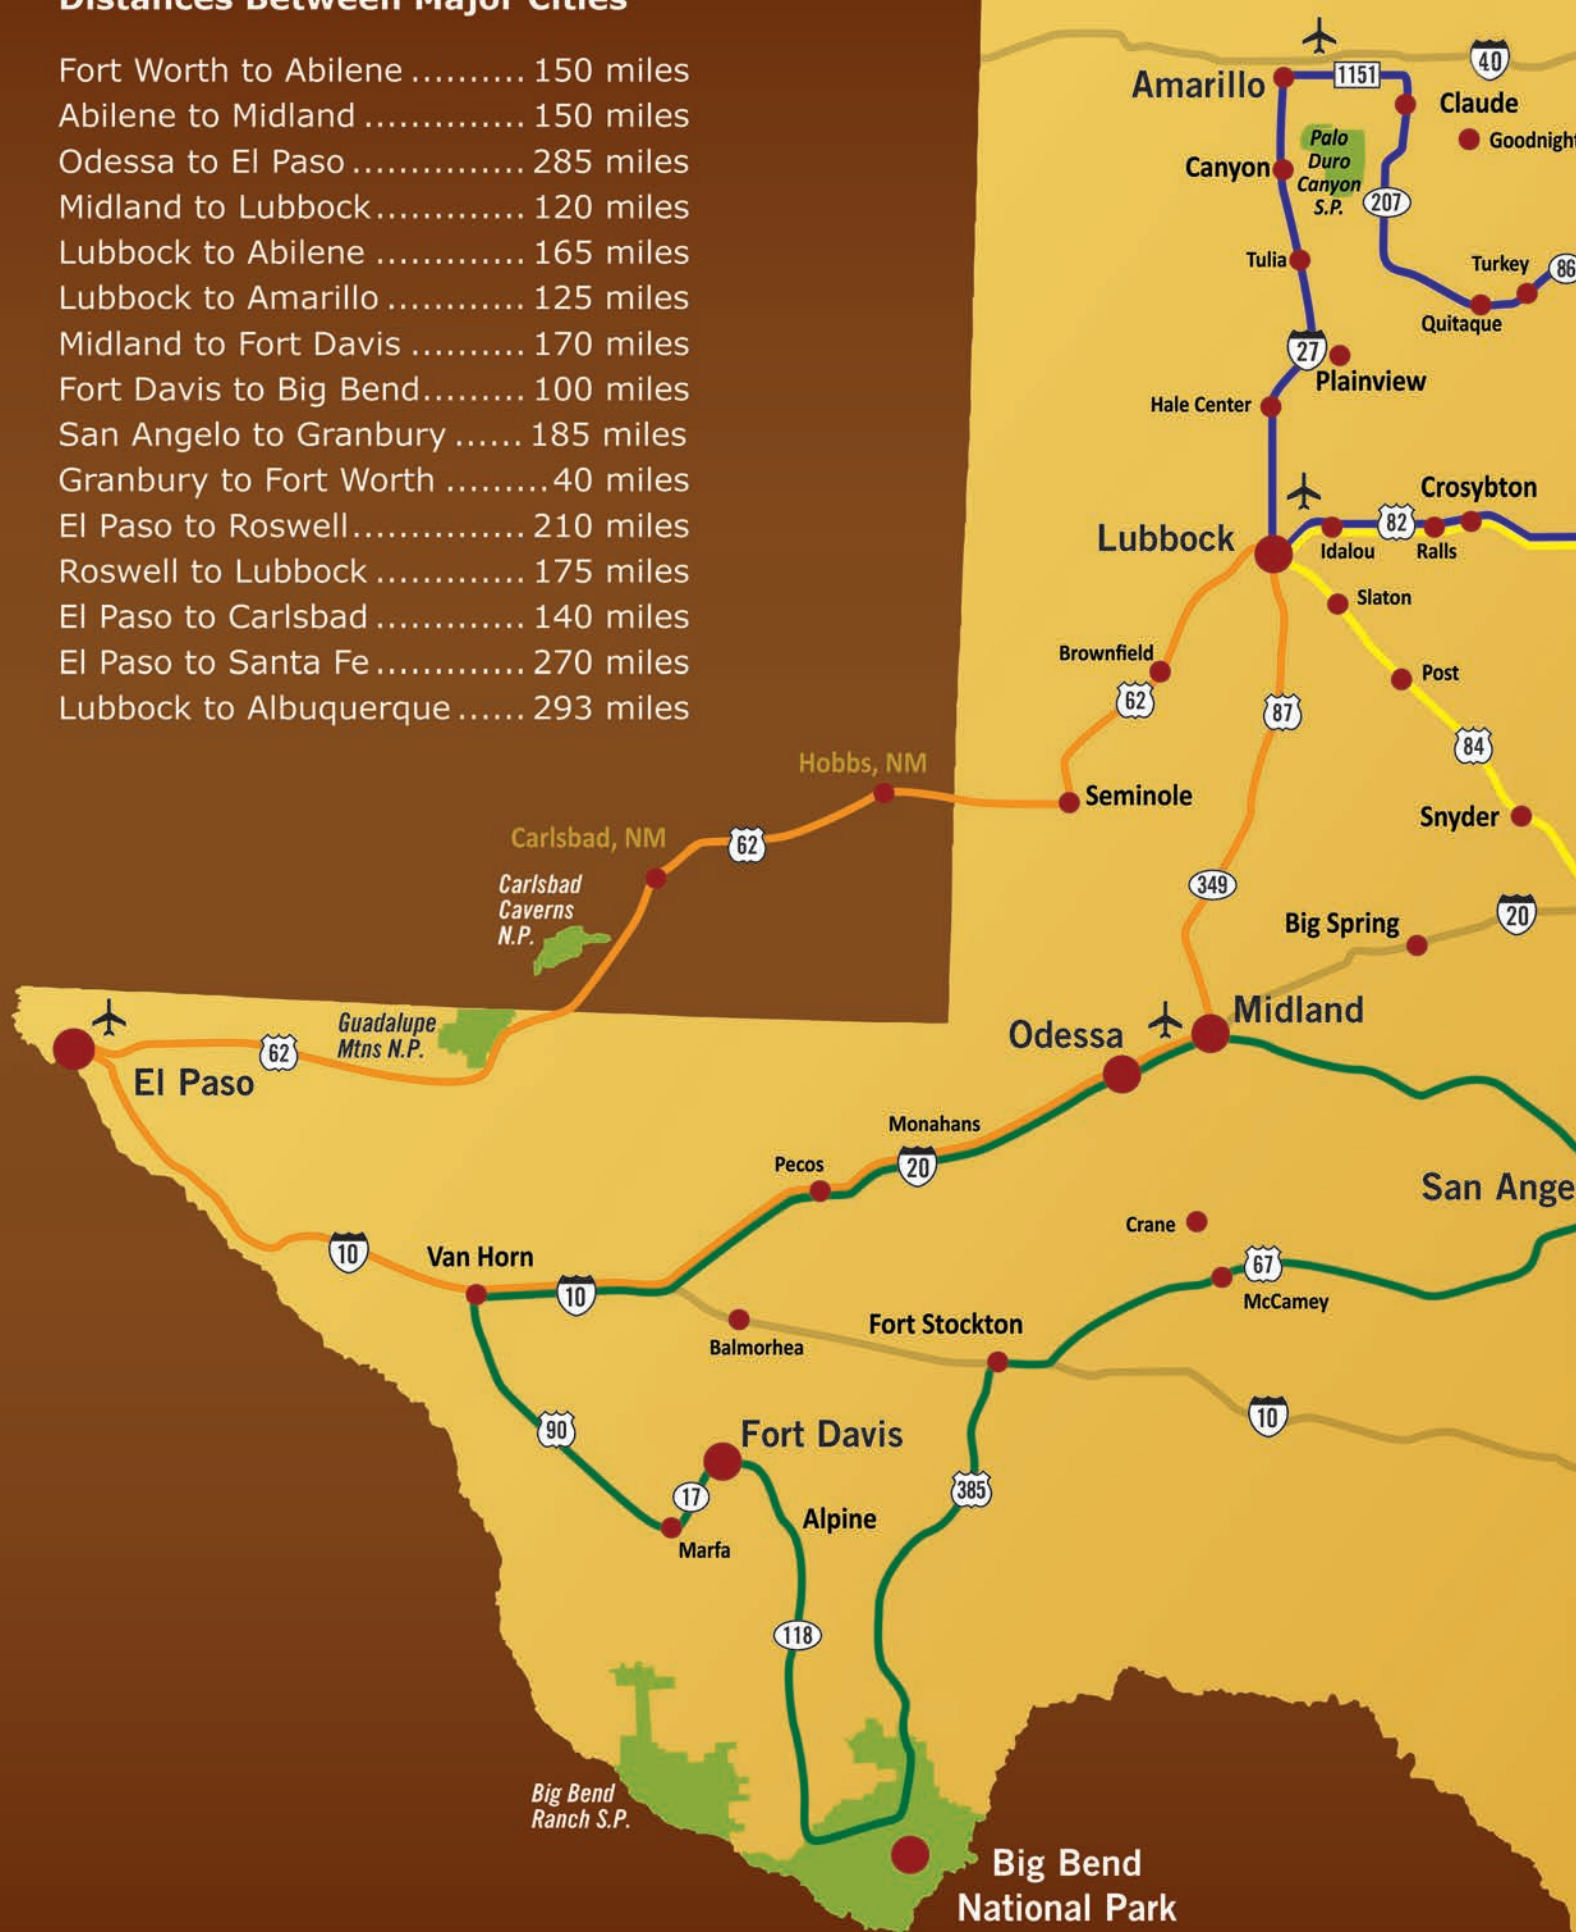 Distances Between Major Cities
Fort Worth to Abilene .......... 150 miles
Abilene to Midland .............. 150 miles
Odessa to El Paso ............... 285 miles
Midland to Lubbock............. 120 miles
Lubbock to Abilene ............. 165 miles
Lubbock to Amarillo ............ 125 miles
Midland to Fort Davis .......... 170 miles
Fort Davis to Big Bend......... 100 miles
San Angelo to Granbury ...... 185 miles
Granbury to Fort Worth ......... 40 miles
El Paso to Roswell............... 210 miles
Roswell to Lubbock ............. 175 miles
El Paso to Carlsbad ............. 140 miles
El Paso to Santa Fe............. 270 miles
Lubbock to Albuquerque ...... 293 miles
40
Amarillo
1151
Claude
Goodnight
Palo
Duro
Canyon
S.P.
Canyon
207
Tulia
Turkey
86
Quitaque
27
Plainview
Hale Center
Crosybton
Lubbock
82
Idalou
Ralls
Slaton
Brownfield
Post
62
87
84
Hobbs, NM
Seminole
Snyder
Carlsbad, NM
62
Carlsbad
Caverns
N.P.
349
Big Spring
20
Midland
Odessa
Guadalupe
Mtns N.P.
62
El Paso
Monahans
Pecos
20
San Ange
Crane
67
McCamey
10
Van Horn
10
Balmorhea
Fort Stockton
10
90
Fort Davis
17
Marfa
Alpine
385
118
Big Bend
Ranch S.P.
Big Bend
National Park